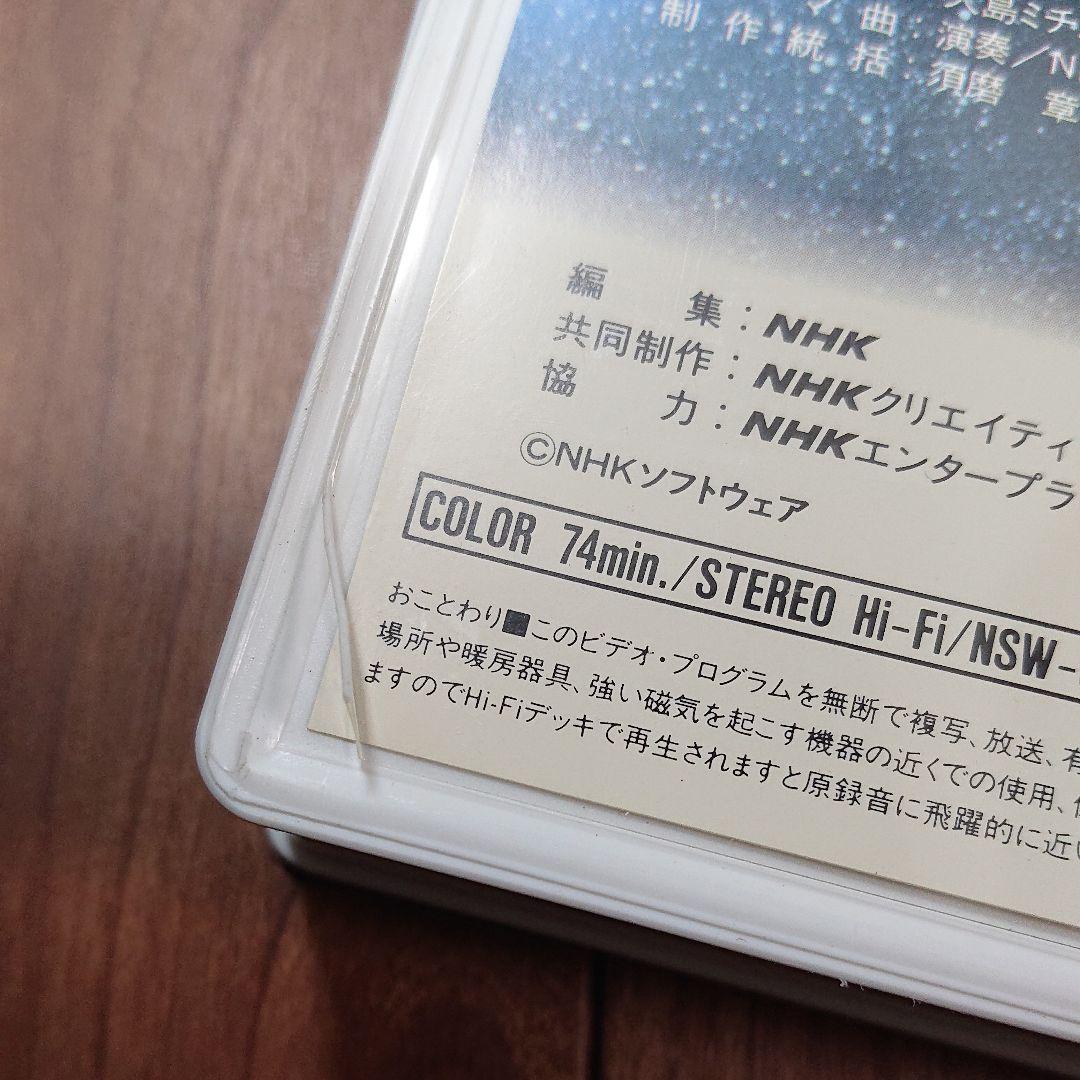 マ 曲：演奏／N
大島ミチ
制作統括：須磨 章
編 集：NHK
共同制作：NHKクリエイティ
協 力：NHKエンタープラ
©NHKソフトウェア
COLOR 74min./STEREO Hi-Fi/NSW-
おことわり■このビデオ・プログラムを無断で複写、放送、有
場所や暖房器具、強い磁気を起こす機器の近くでの使用、
ますのでHi-Fiデッキで再生されますと原録音に飛躍的に近い